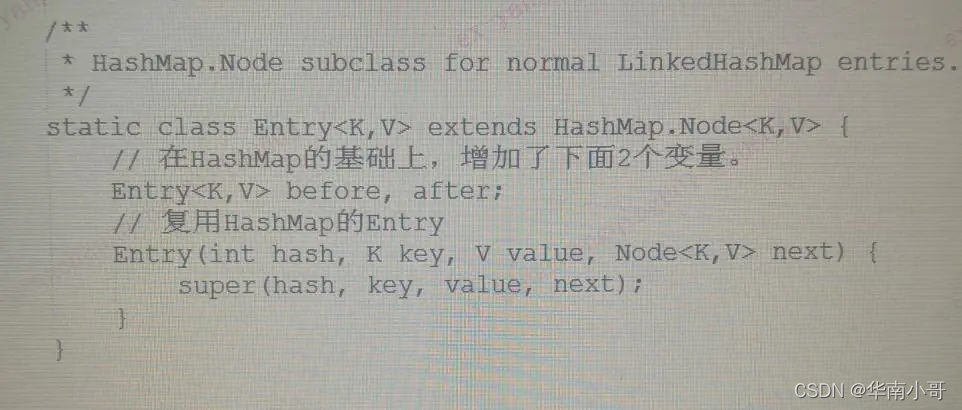 /**
 * HashMap.Node subclass for normal LinkedHashMap entries.
 */
static class Entry<K,V> extends HashMap.Node<K,V> {
    // 在HashMap的基础上，增加了下面2个变量。
    Entry<K,V> before, after;
    // 复用HashMap的Entry
    Entry(int hash, K key, V value, Node<K,V> next) {
        super(hash, key, value, next);
    }
}
CSDN @华南小哥